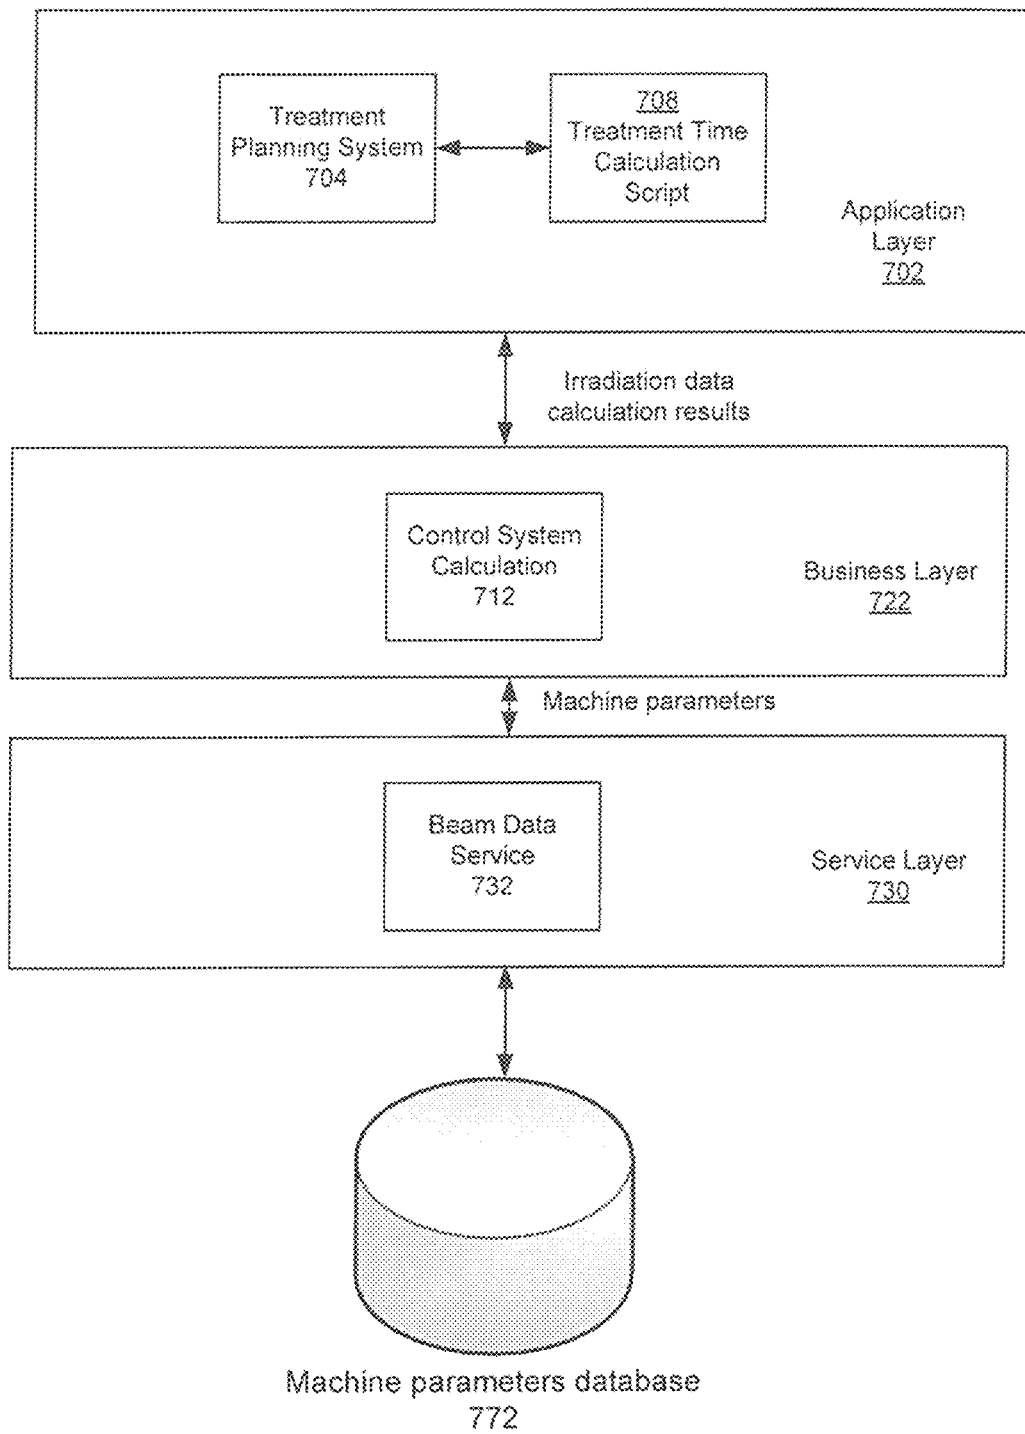 Treatment
Planning System
704
708
Treatment Time
Calculation
Script
Application
Layer
702
Irradiation data
calculation results
Control System
Calculation
712
Business Layer
722
Machine parameters
Beam Data
Service
732
Service Layer
730
Machine parameters database
772